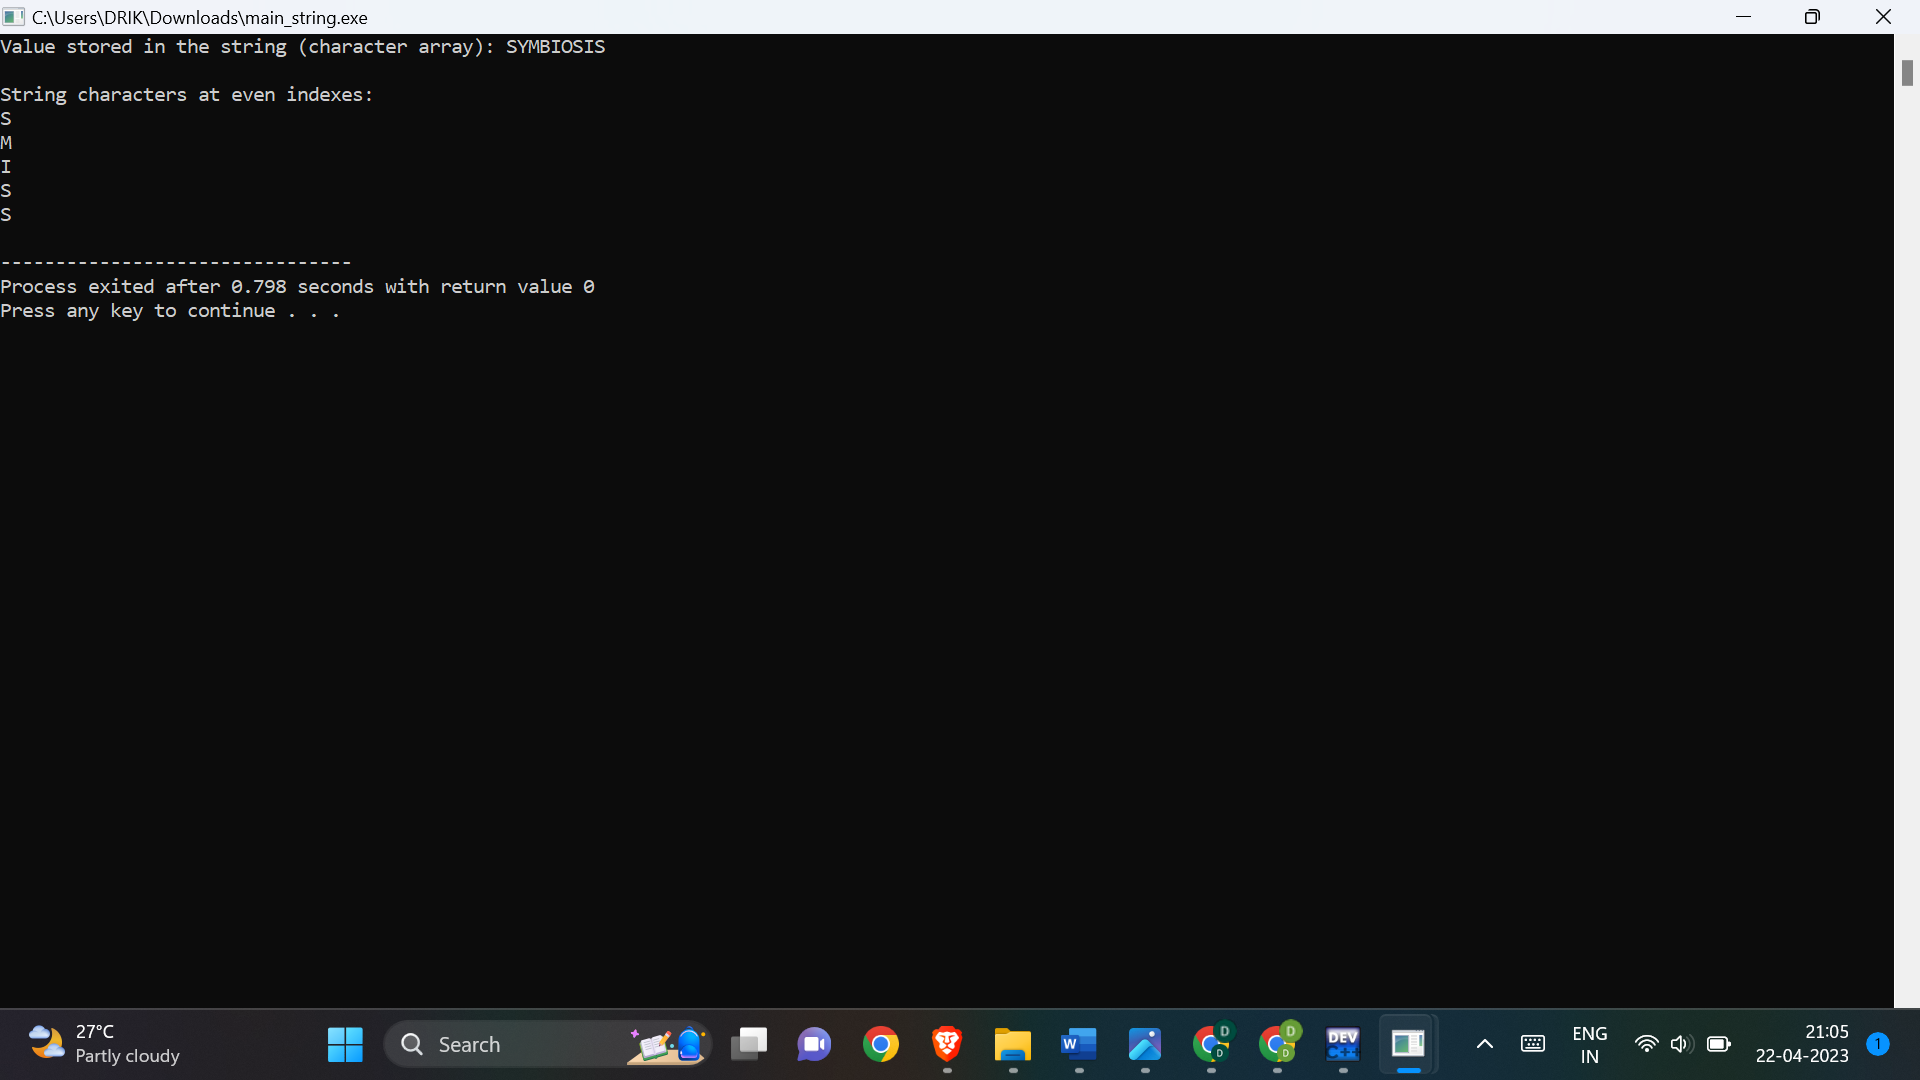 C:\Users\DRIK\Downloads\main_string.exe
Value stored in the string (character array): SYMBIOSIS
String characters at even indexes:
S
M
I
S
S
--------------------------------
Process exited after 0.798 seconds with return value 0
Press any key to continue . . .
27°C
Partly cloudy
Search
W
D
D
D
D
DEV
C++
ENG
IN
21:05
22-04-2023
1